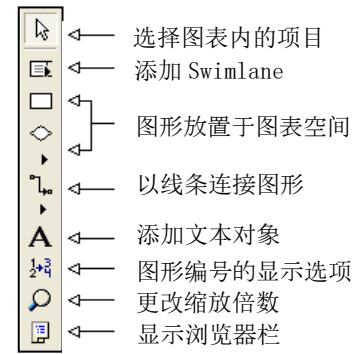 选择图表内的项目
添加 Swimlane
图形放置于图表空间
以线条连接图形
A 添加文本对象
图形编号的显示选项
更改缩放倍数
显示浏览器栏